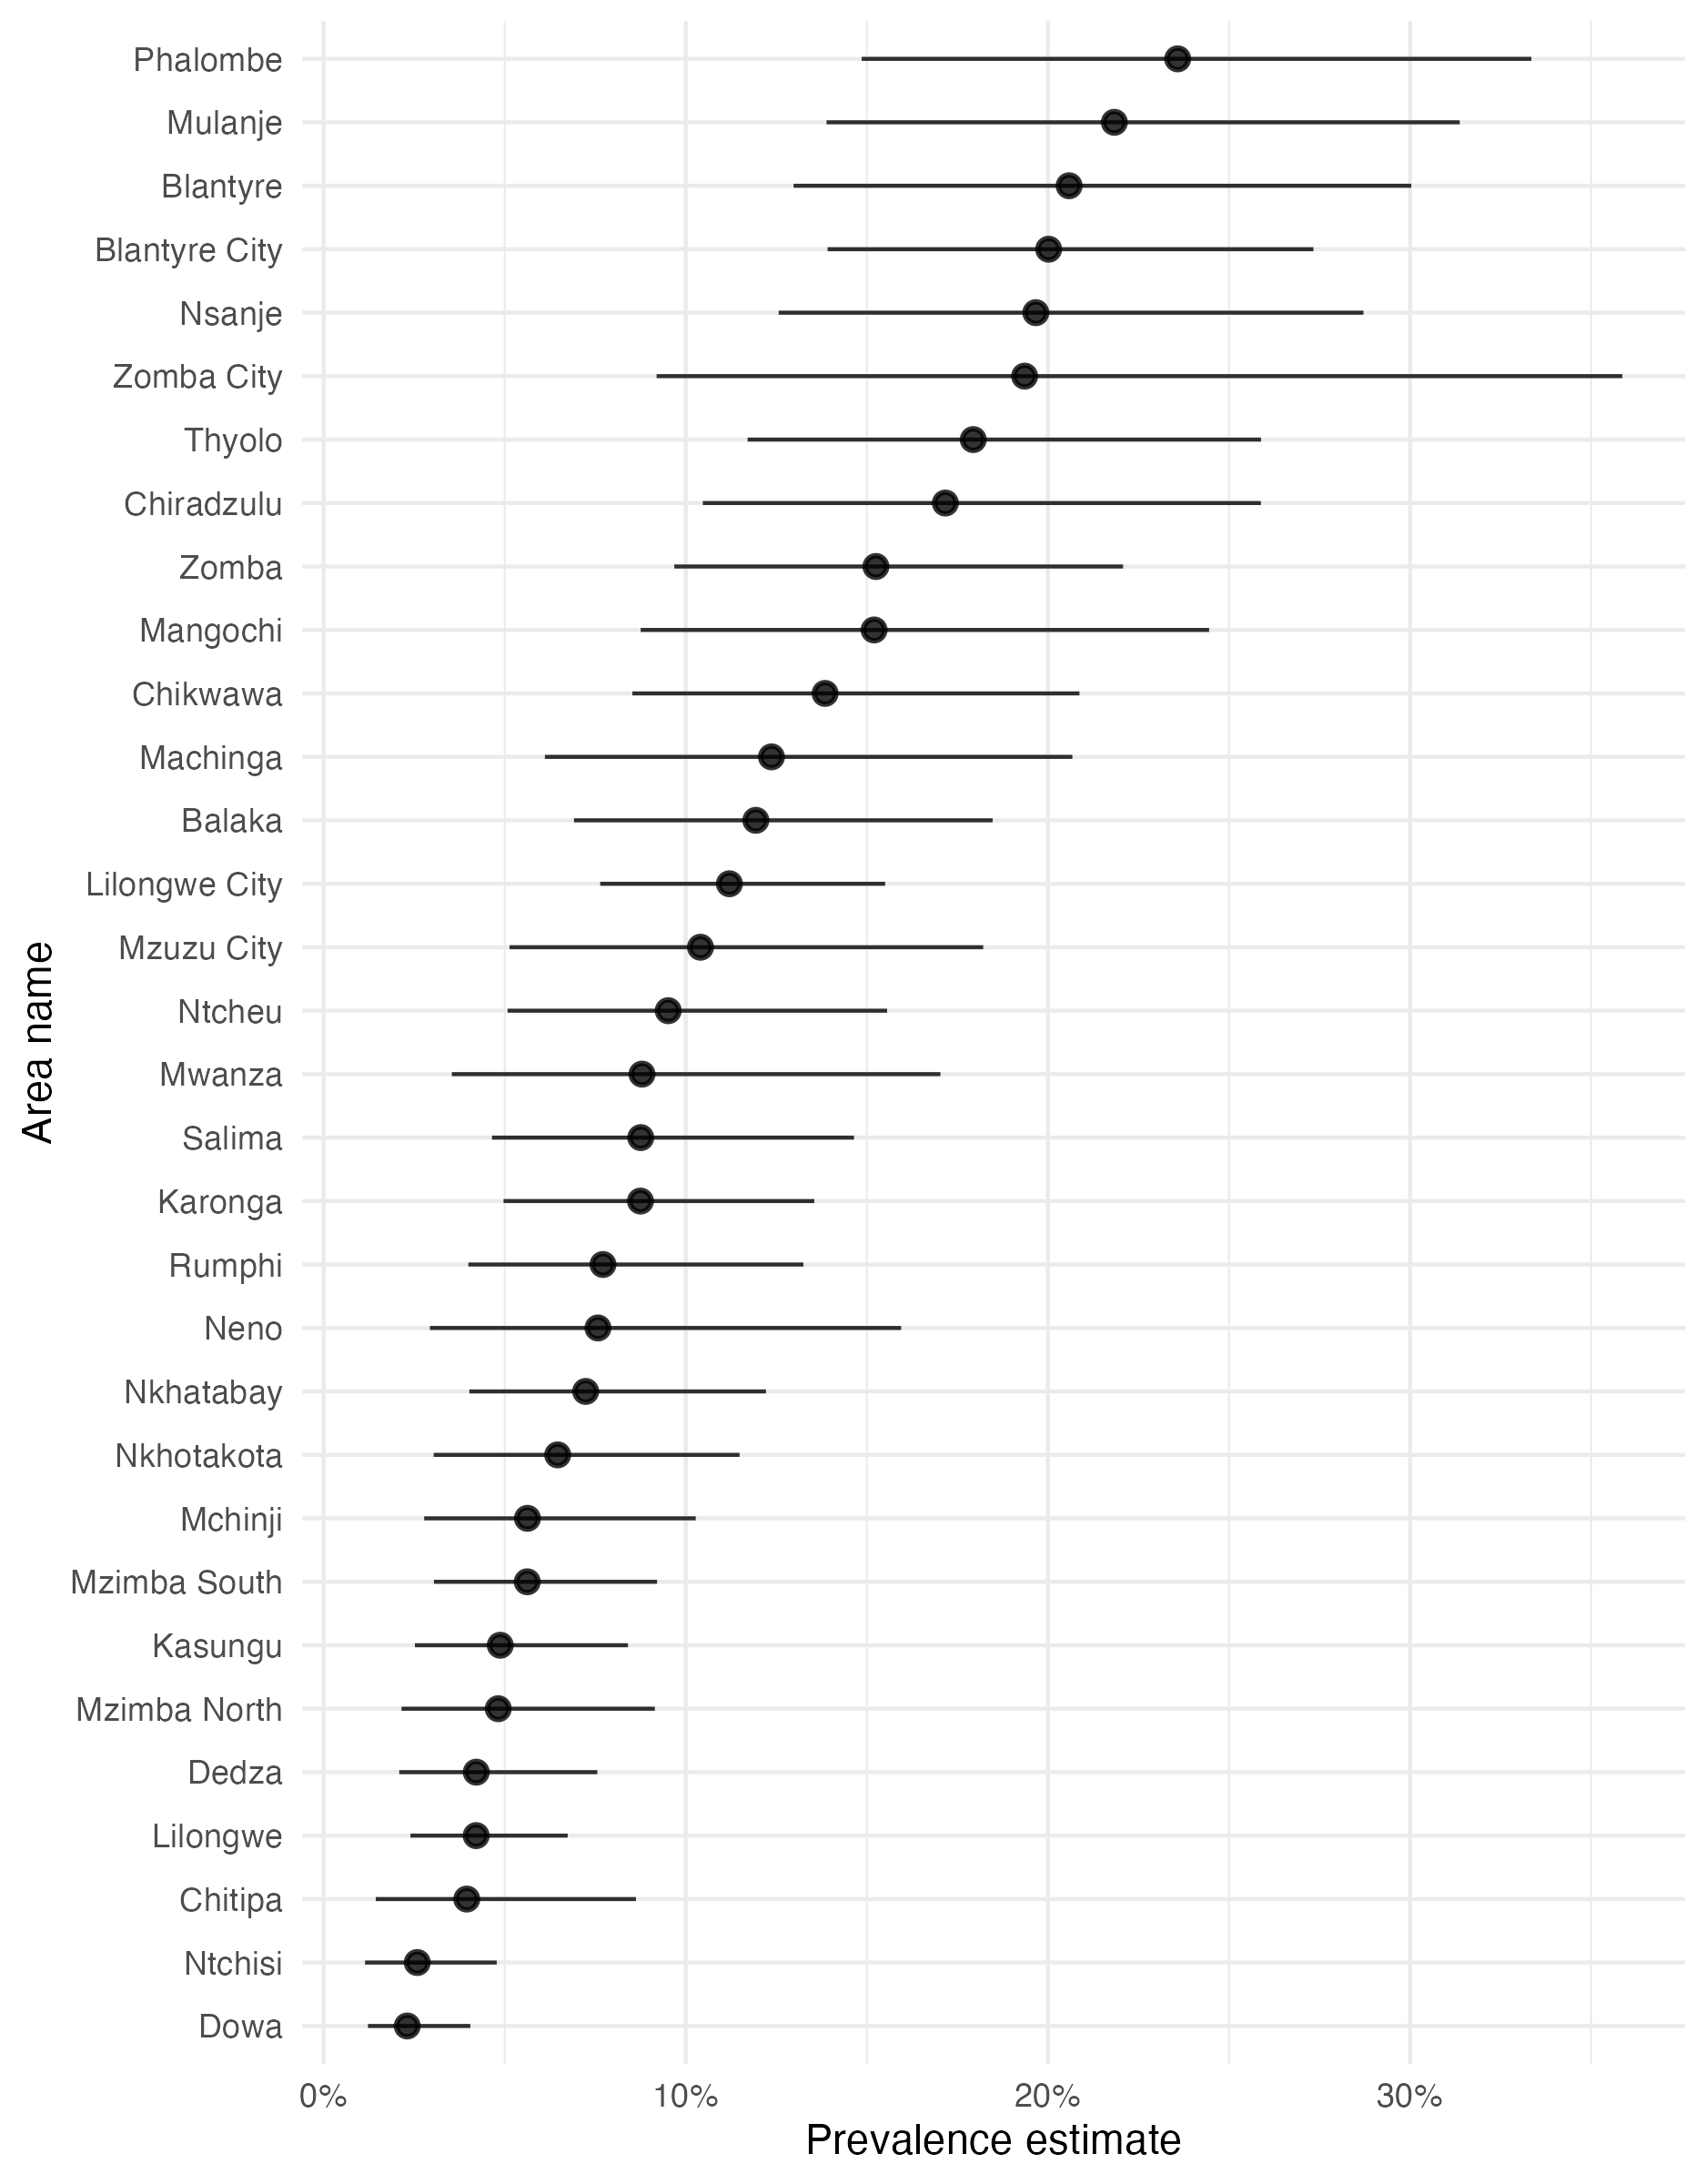 Phalombe
Mulanje
Blantyre
Blantyre City
Nsanje
Zomba City
Thyolo
Chiradzulu
Zomba
Mangochi
Chikwawa
Machinga
Balaka
Lilongwe City
Mzuzu City
Ntcheu
Mwanza
Salima
Karonga
Rumphi
Neno
Nkhatabay
Nkhotakota
Mchinji
Mzimba South
Kasungu
Mzimba North
Dedza
Lilongwe
Chitipa
Ntchisi
Dowa
Area name
0% 10% 20% 30%
Prevalence estimate